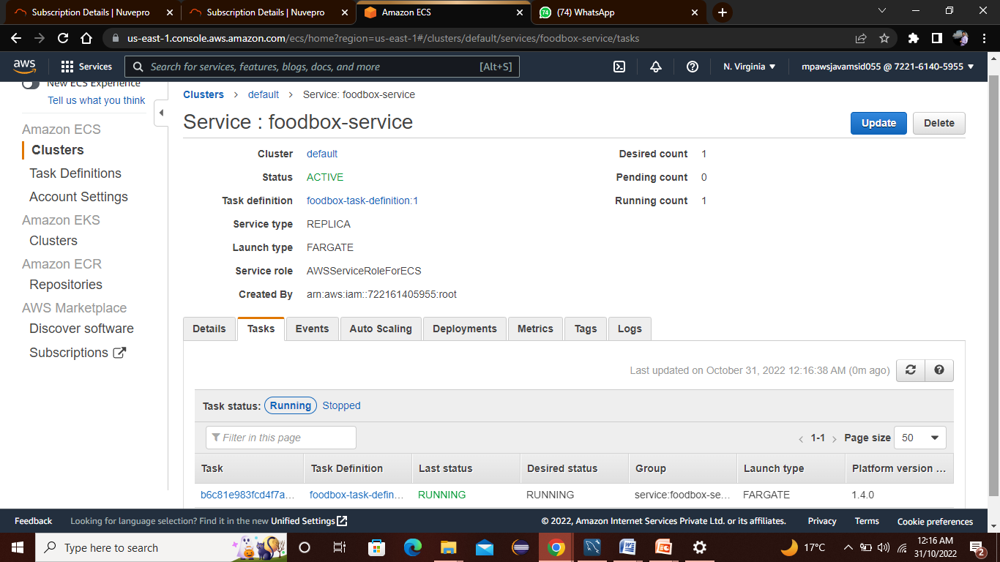 Subscription Details | Nuvepro
Subscription Details | Nuvepro
Amazon ECS
74
(74) WhatsApp
us-east-1.console.aws.amazon.com/ecs/home?region=us-east-1#/clusters/default/services/foodbox-service/tasks
aws
Services
Search for services, features, blogs, docs, and more
[Alt+S]
N. Virginia
mpawsjavamsid055 @ 7221-6140-5955
New ECS Experience
Tell us what you think
Amazon ECS
Clusters
Task Definitions
Account Settings
Amazon EKS
Clusters
Amazon ECR
Repositories
AWS Marketplace
Discover software
Subscriptions
Clusters > default > Service: foodbox-service
Service : foodbox-service
Update
Delete
Cluster default
Status ACTIVE
Task definition foodbox-task-definition:1
Service type REPLICA
Launch type FARGATE
Service role AWSServiceRoleForECS
Created By arn:aws:iam::722161405955:root
Desired count 1
Pending count 0
Running count 1
Details
Tasks
Events
Auto Scaling
Deployments
Metrics
Tags
Logs
Last updated on October 31, 2022 12:16:38 AM (0m ago)
Task status: Running Stopped
Filter in this page
< 1-1 > Page size 50
Task Task Definition Last status Desired status Group Launch type Platform version ...
b6c81e983fcd4f7a... foodbox-task-defin... RUNNING RUNNING service:foodbox-se... FARGATE 1.4.0
Feedback
Looking for language selection? Find it in the new Unified Settings
© 2022, Amazon Internet Services Private Ltd. or its affiliates.
Privacy
Terms
Cookie preferences
Type here to search
17°C
12:16 AM
31/10/2022
2